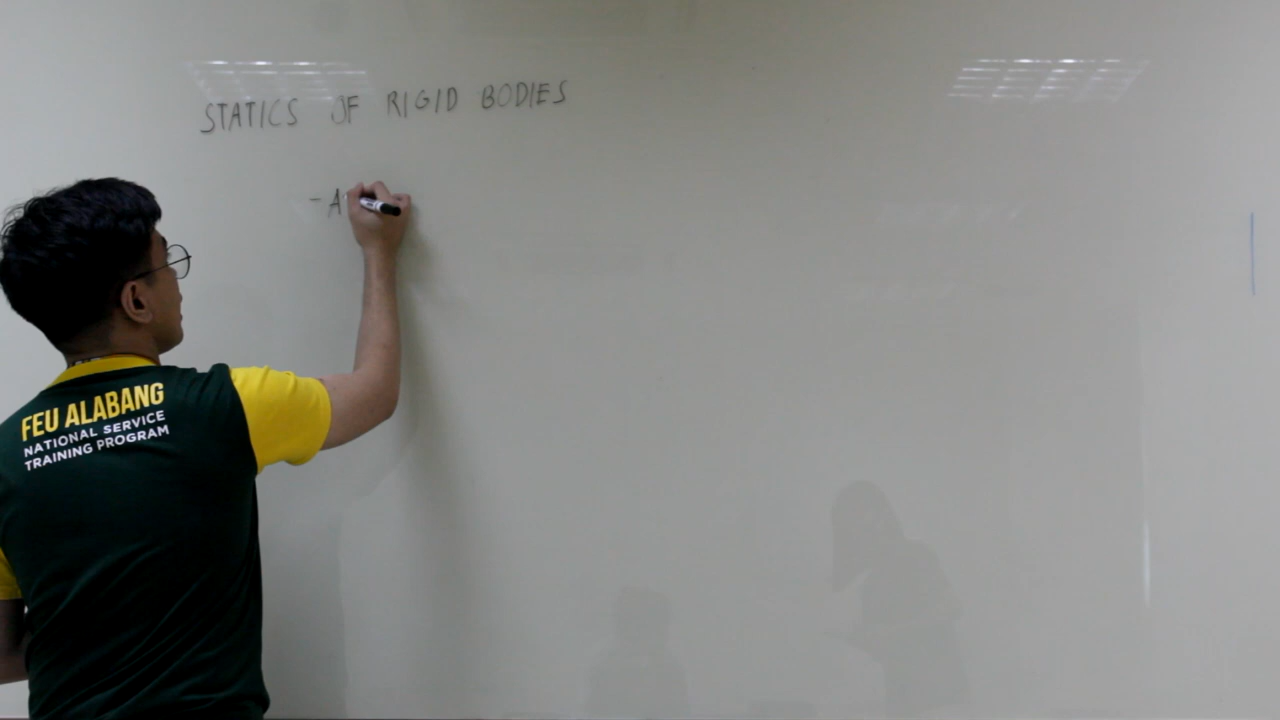 STATICS OF RIGID BODIES
- A
FEU ALABANG
NATIONAL SERVICE
TRAINING PROGRAM